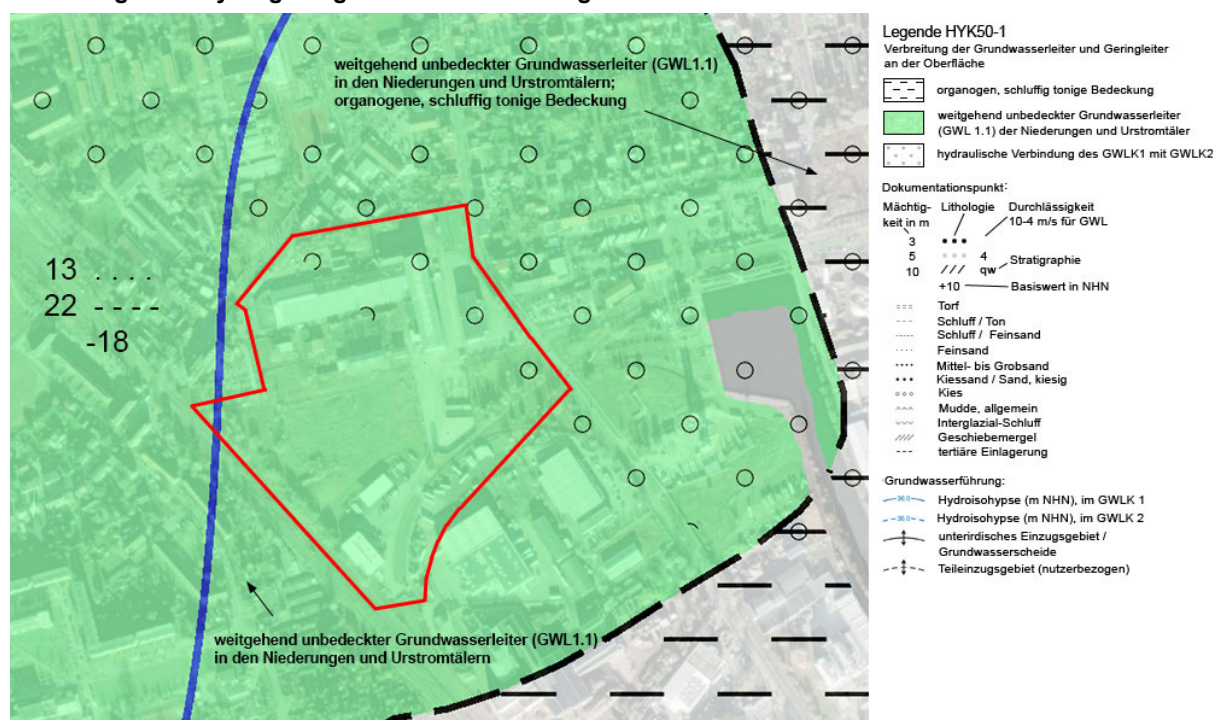 weitgehend unbedeckter Grundwasserleiter (GWL1.1)
in den Niederungen und Urstromtälern;
organogene, schluffig tonige Bedeckung
13 . . . .
22 - - - -
-18
weitgehend unbedeckter Grundwasserleiter (GWL1.1)
in den Niederungen und Urstromtälern
Legende HYK50-1
Verbreitung der Grundwasserleiter und Geringleiter
an der Oberfläche
organogen, schluffig tonige Bedeckung
weitgehend unbedeckter Grundwasserleiter
(GWL 1.1) der Niederungen und Urstromtäler
hydraulische Verbindung des GWLK1 mit GWLK2
Dokumentationspunkt:
Mächtig- Lithologie Durchlässigkeit
keit in m 10-4 m/s für GWL
3
5 4 Stratigraphie
10 /// qw
+10 Basiswert in NHN
Torf
Schluff / Ton
Schluff / Feinsand
Feinsand
Mittel- bis Grobsand
Kiessand / Sand, kiesig
Kies
Mudde, allgemein
Interglazial-Schluff
Geschiebemergel
tertiäre Einlagerung
Grundwasserführung:
36.0 Hydroisohypse (m NHN), im GWLK 1
36.0 Hydroisohypse (m NHN), im GWLK 2
unterirdisches Einzugsgebiet /
Grundwasserscheide
Teileinzugsgebiet (nutzerbezogen)